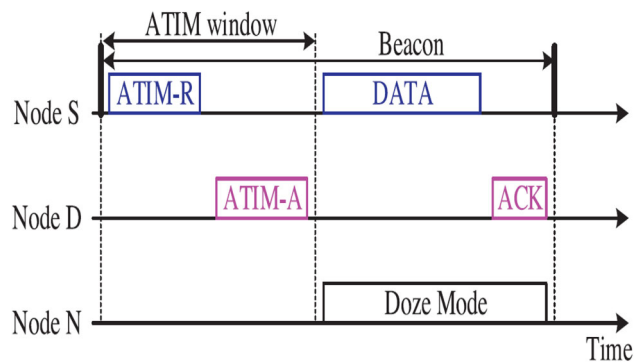 ATIM window
Beacon
Node S
ATIM-R
DATA
Node D
ATIM-A
ACK
Node N
Doze Mode
Time